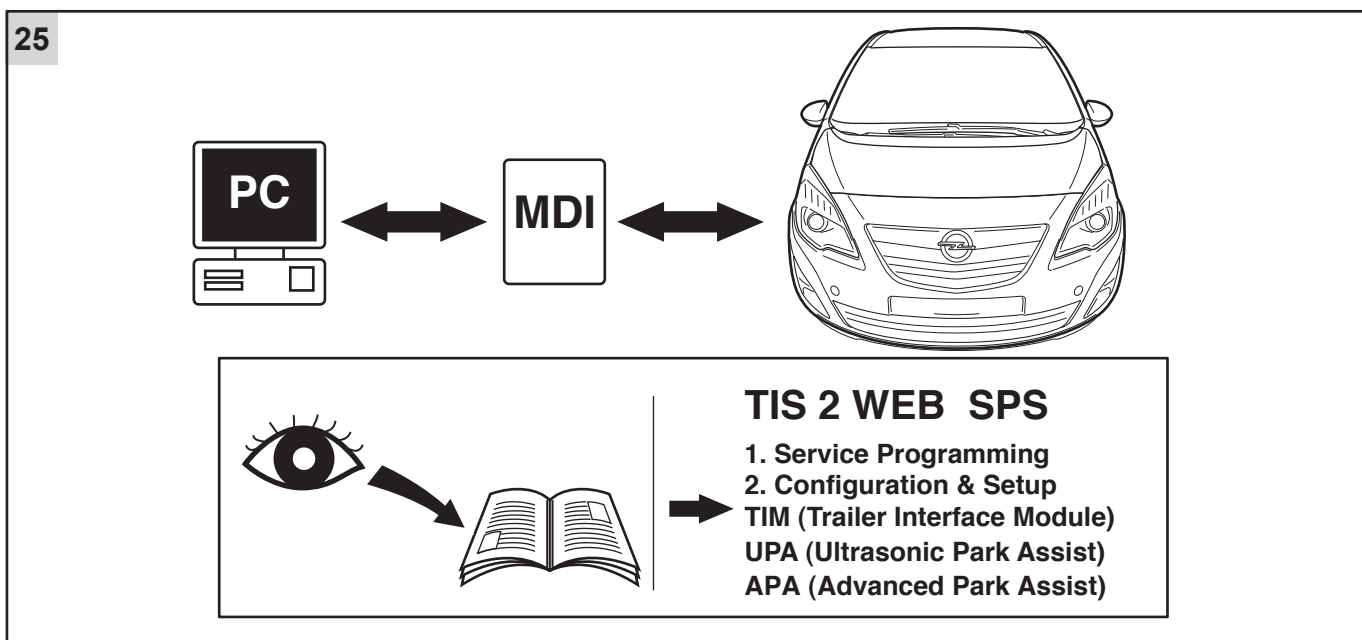 25
PC
MDI
TIS 2 WEB SPS
1. Service Programming
2. Configuration & Setup
TIM (Trailer Interface Module)
UPA (Ultrasonic Park Assist)
APA (Advanced Park Assist)